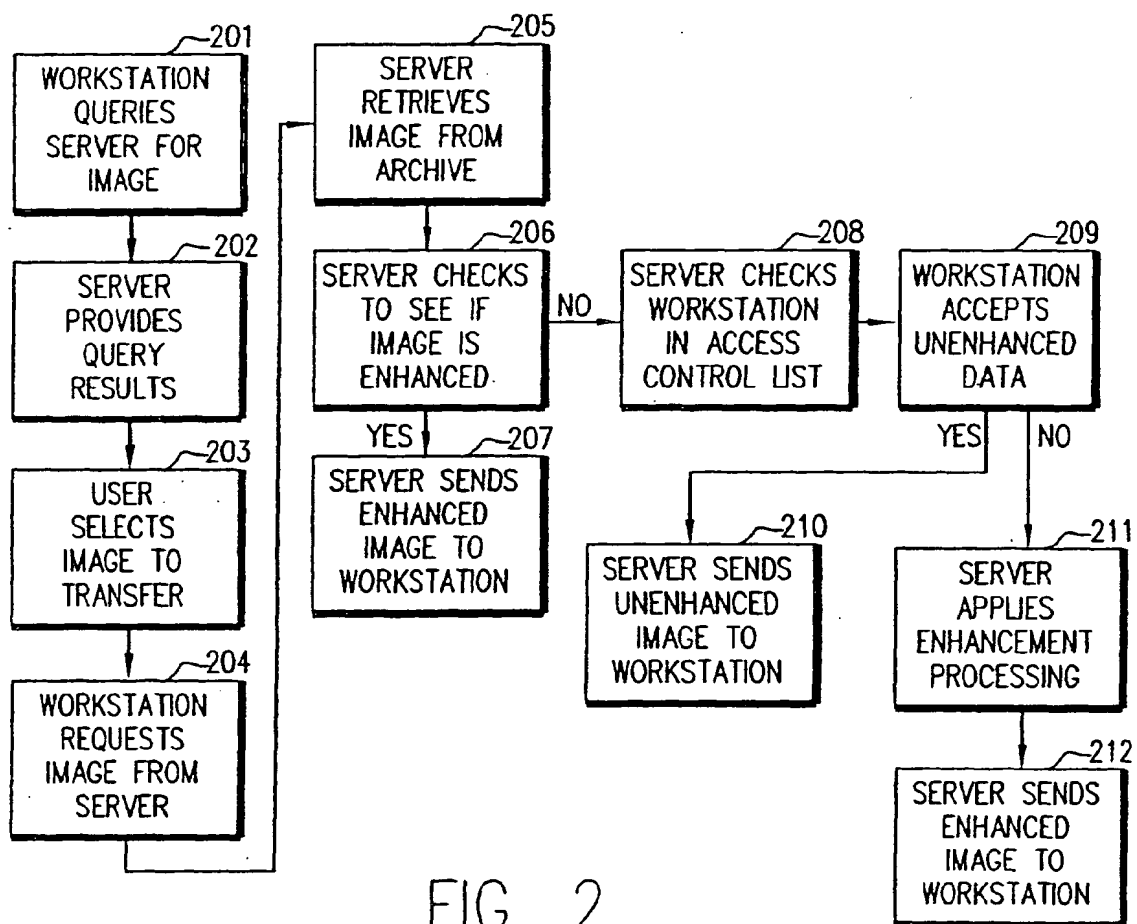 201
WORKSTATION
QUERIES
SERVER FOR
IMAGE
202
SERVER
PROVIDES
QUERY
RESULTS
203
USER
SELECTS
IMAGE TO
TRANSFER
204
WORKSTATION
REQUESTS
IMAGE FROM
SERVER
205
SERVER
RETRIEVES
IMAGE FROM
ARCHIVE
206
SERVER CHECKS
TO SEE IF
IMAGE IS
ENHANCED
YES
207
SERVER SENDS
ENHANCED
IMAGE TO
WORKSTATION
NO
208
SERVER CHECKS
WORKSTATION
IN ACCESS
CONTROL LIST
209
WORKSTATION
ACCEPTS
UNENHANCED
DATA
YES
210
SERVER SENDS
UNENHANCED
IMAGE TO
WORKSTATION
NO
211
SERVER
APPLIES
ENHANCEMENT
PROCESSING
212
SERVER SENDS
ENHANCED
IMAGE TO
WORKSTATION
FIG. 2